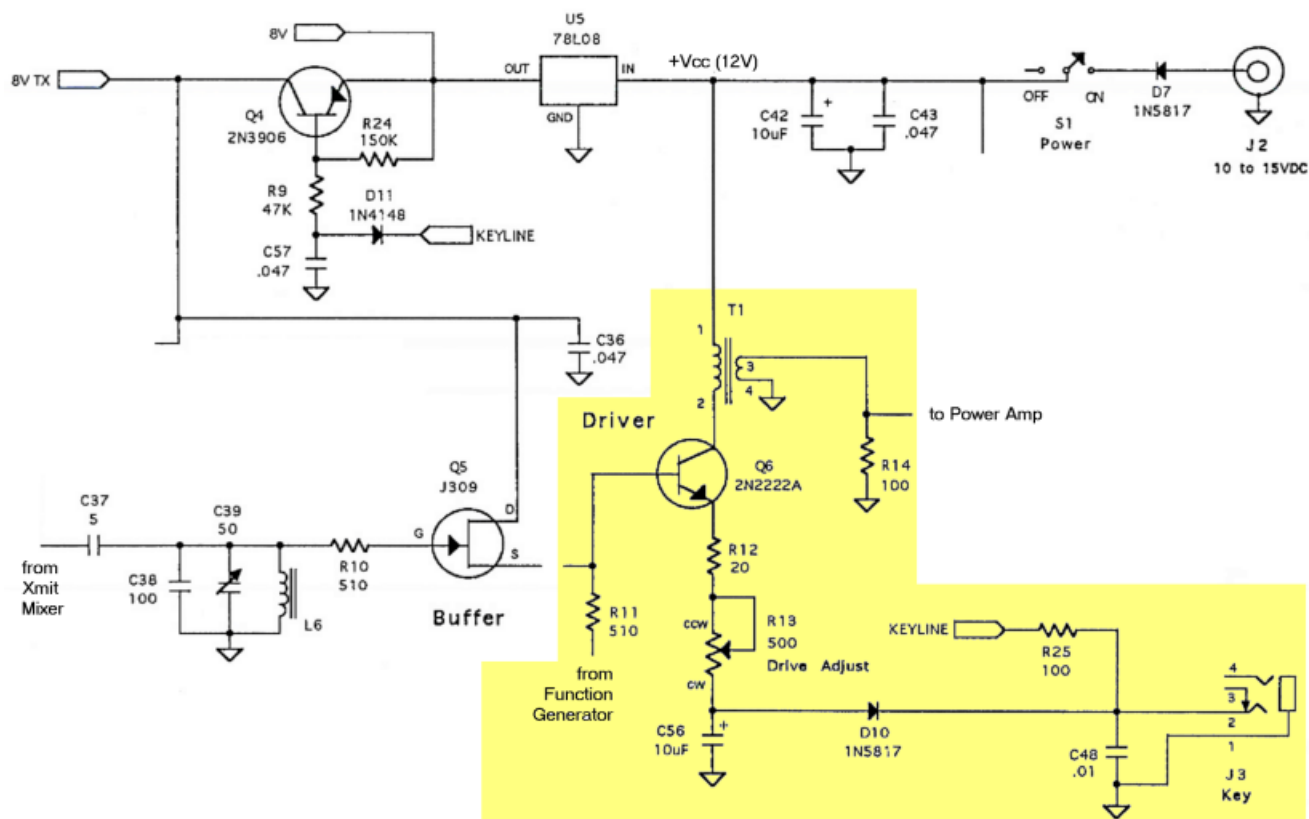 U5
78L08
8V
+Vcc (12V)
OUT
IN
GND
8V TX
Q4
2N3906
R24
150K
R9
47K
D11
1N4148
KEYLINE
C57
.047
C42
10uF
+
C43
.047
OFF
ON
S1
Power
D7
1N5817
J2
10 to 15VDC
C36
.047
T1
1
2
3
4
Driver
to Power Amp
Q6
2N2222A
R14
100
Q5
J309
D
G
S
C37
5
C39
50
from
Xmit
Mixer
C38
100
L6
R10
510
Buffer
R11
510
from
Function
Generator
R12
20
CCW
R13
500
Drive Adjust
CW
KEYLINE
R25
100
C56
10uF
+
D10
1N5817
C48
.01
4
3
2
1
J3
Key